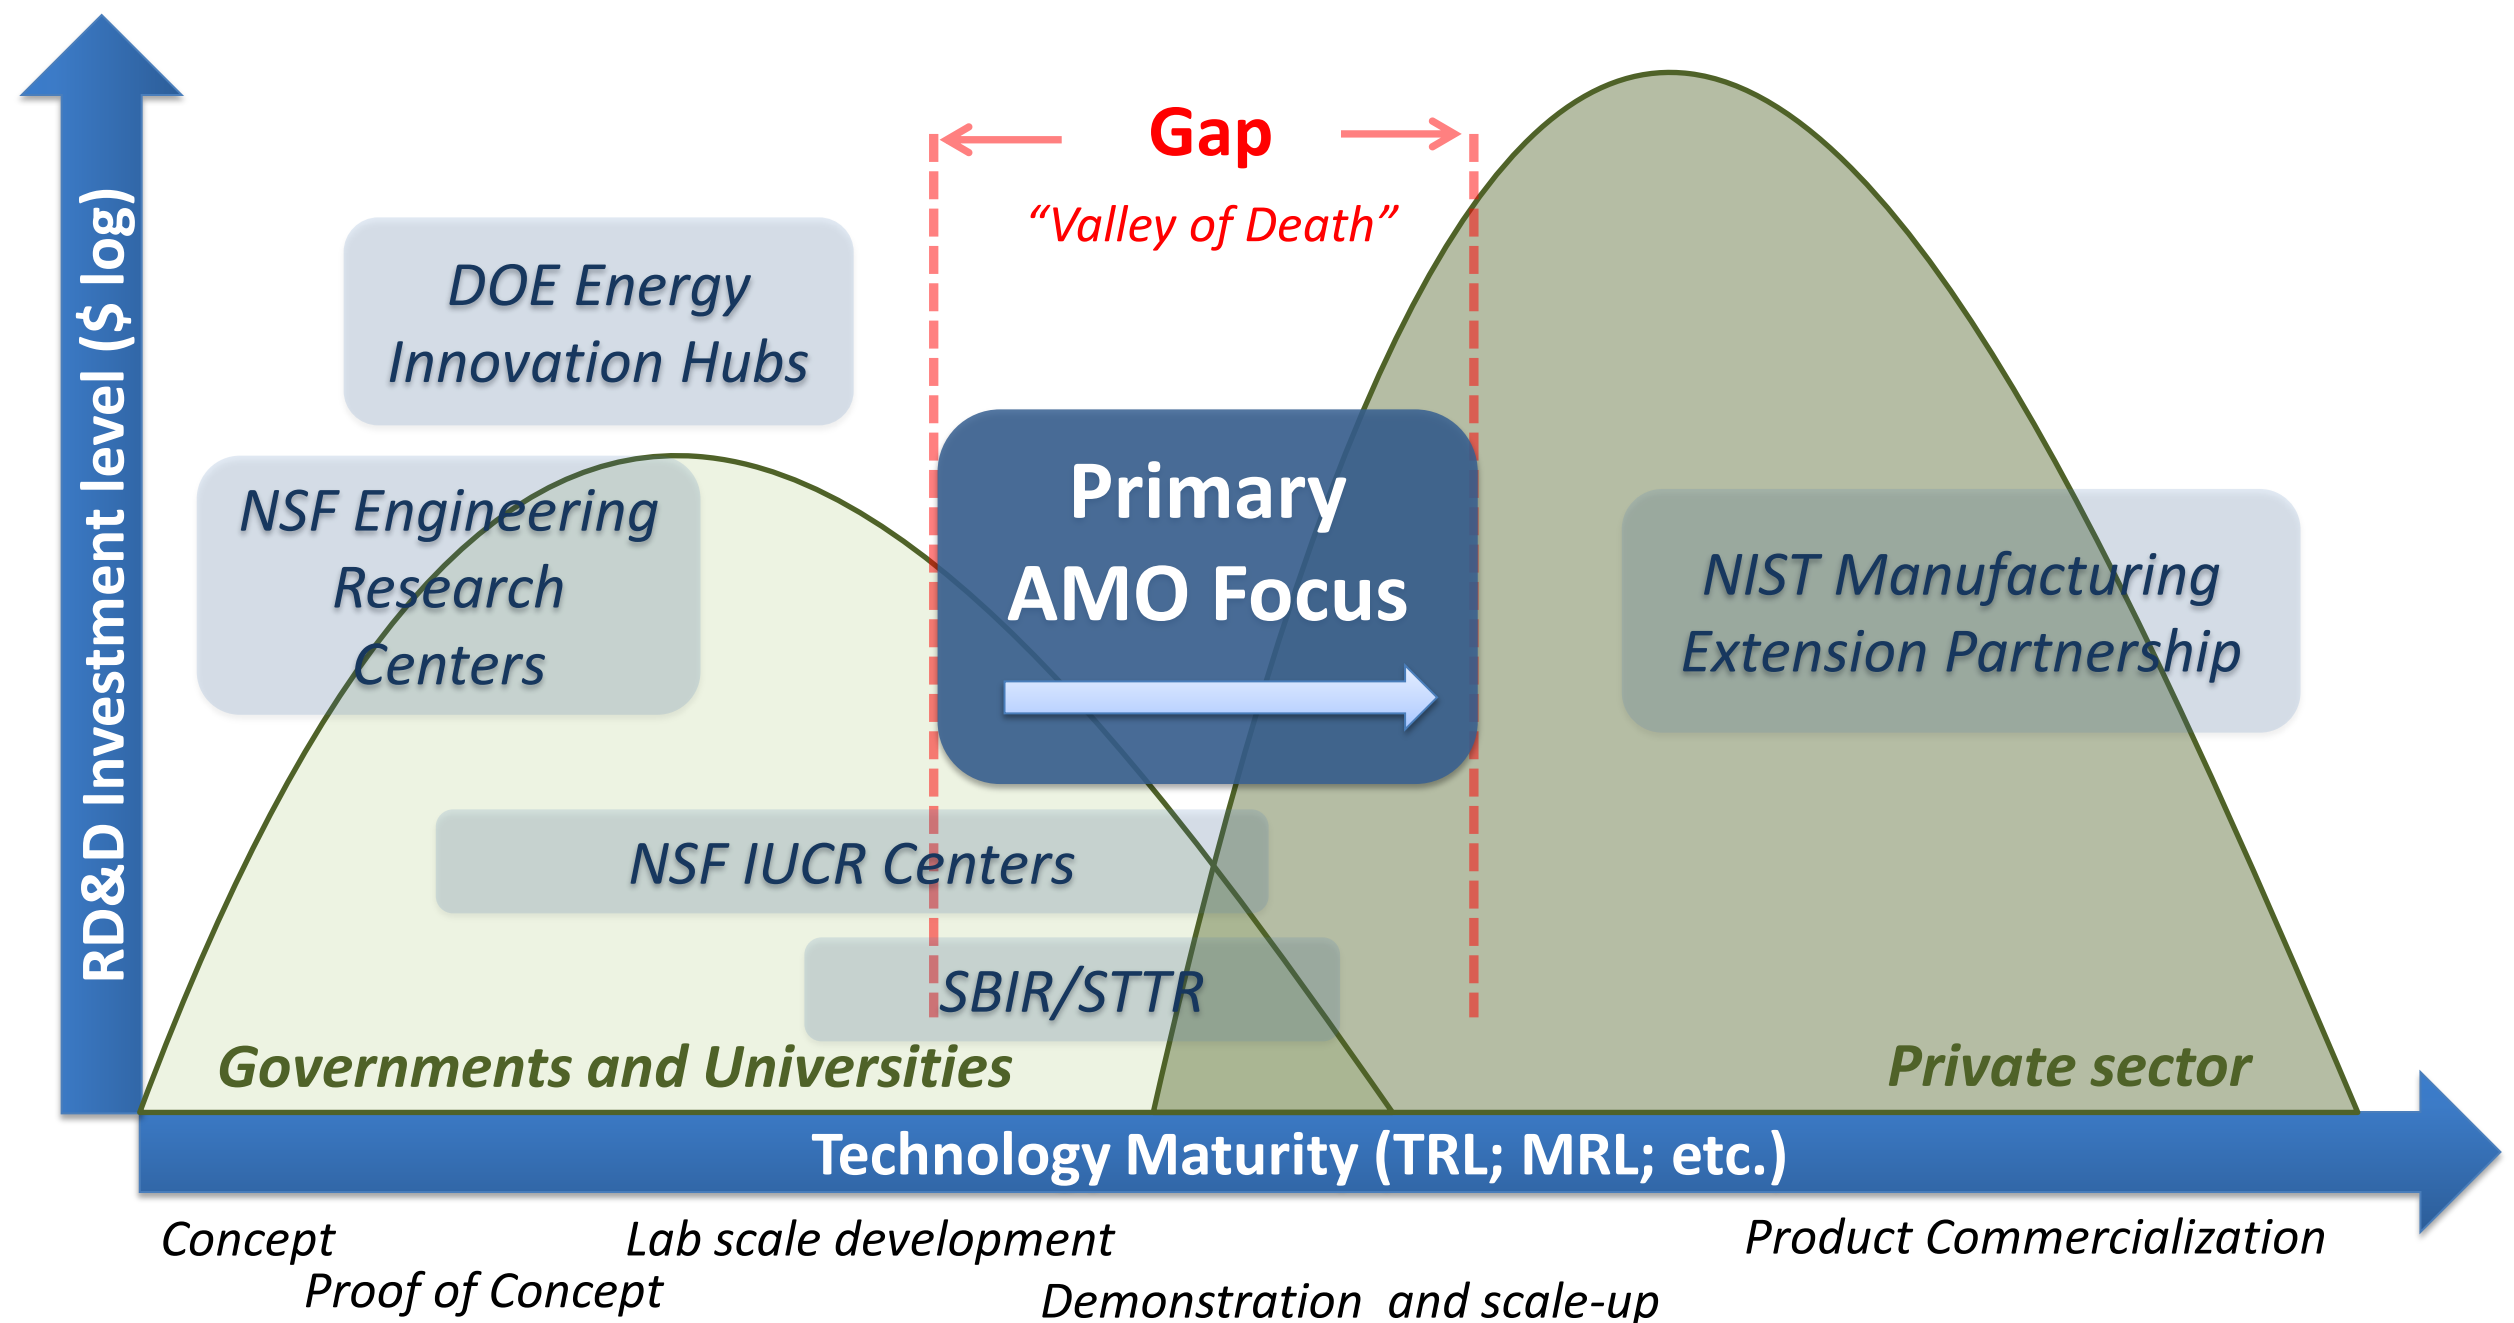 RD&D Investment level ($ log)
Gap
“Valley of Death”
DOE Energy
Innovation Hubs
NSF Engineering
Research
Centers
Primary
AMO Focus
NIST Manufacturing
Extension Partnership
NSF IUCR Centers
SBIR/STTR
Governments and Universities
Private sector
Technology Maturity (TRL; MRL; etc.)
Concept
Lab scale development
Product Commercialization
Proof of Concept
Demonstration and scale-up